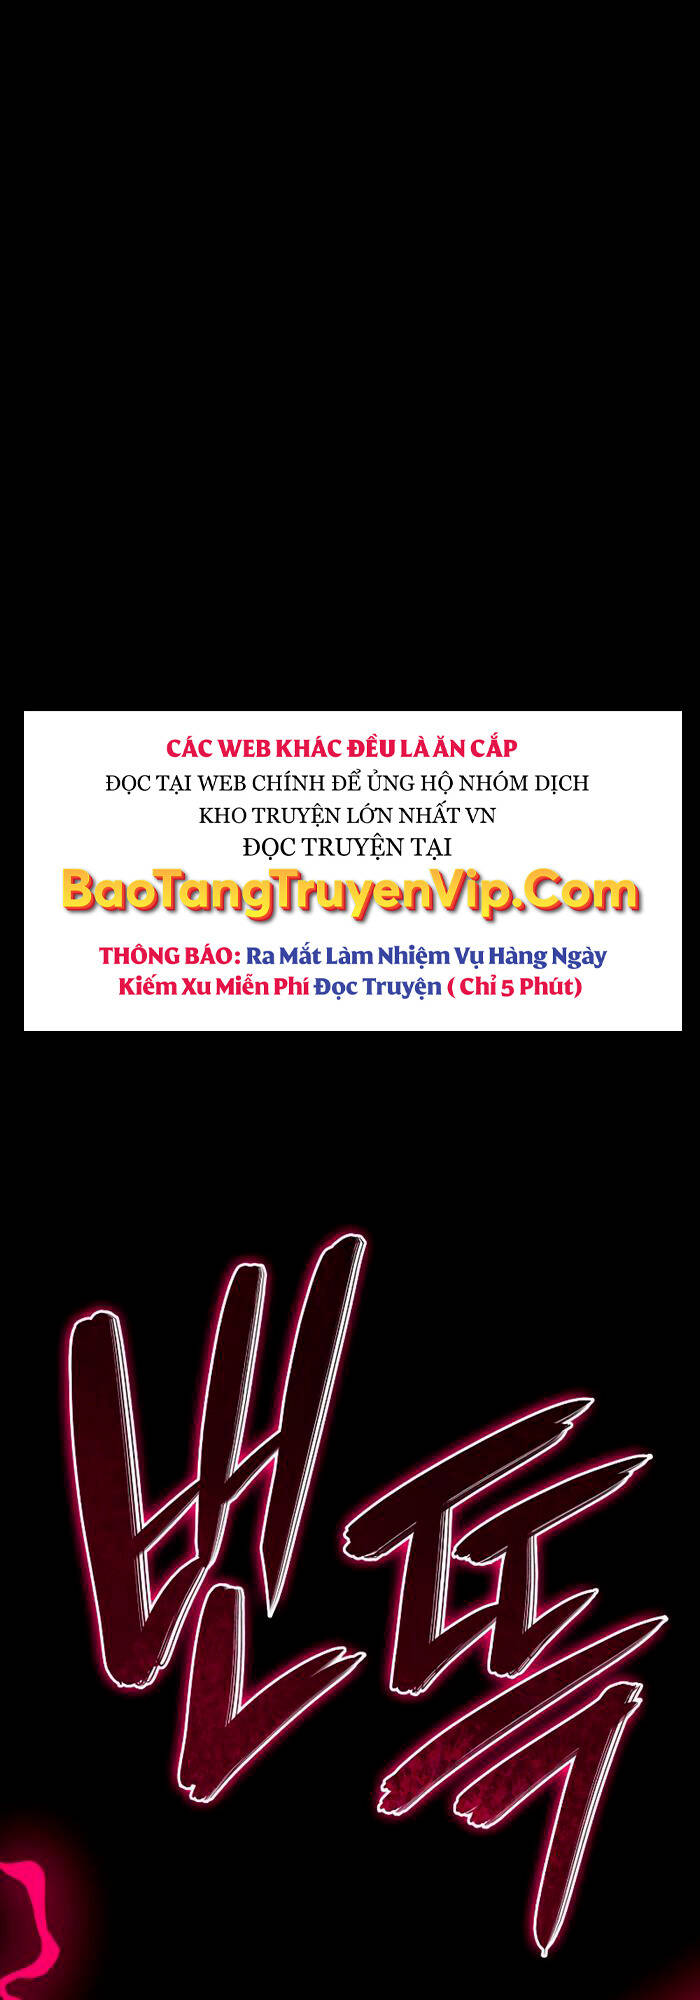 CÁC WEB KHÁC ĐỀU LÀ ĂN CẮP
ĐỌC TẠI WEB CHÍNH ĐỂ ỦNG HỘ NHÓM DỊCH
KHO TRUYỆN LỚN NHẤT VN
ĐỌC TRUYỆN TẠI
BaoTangTruyenVip.Com
THÔNG BÁO: Ra Mắt Làm Nhiệm Vụ Hàng Ngày
Kiếm Xu Miễn Phí Đọc Truyện ( Chỉ 5 Phút)
번뜩